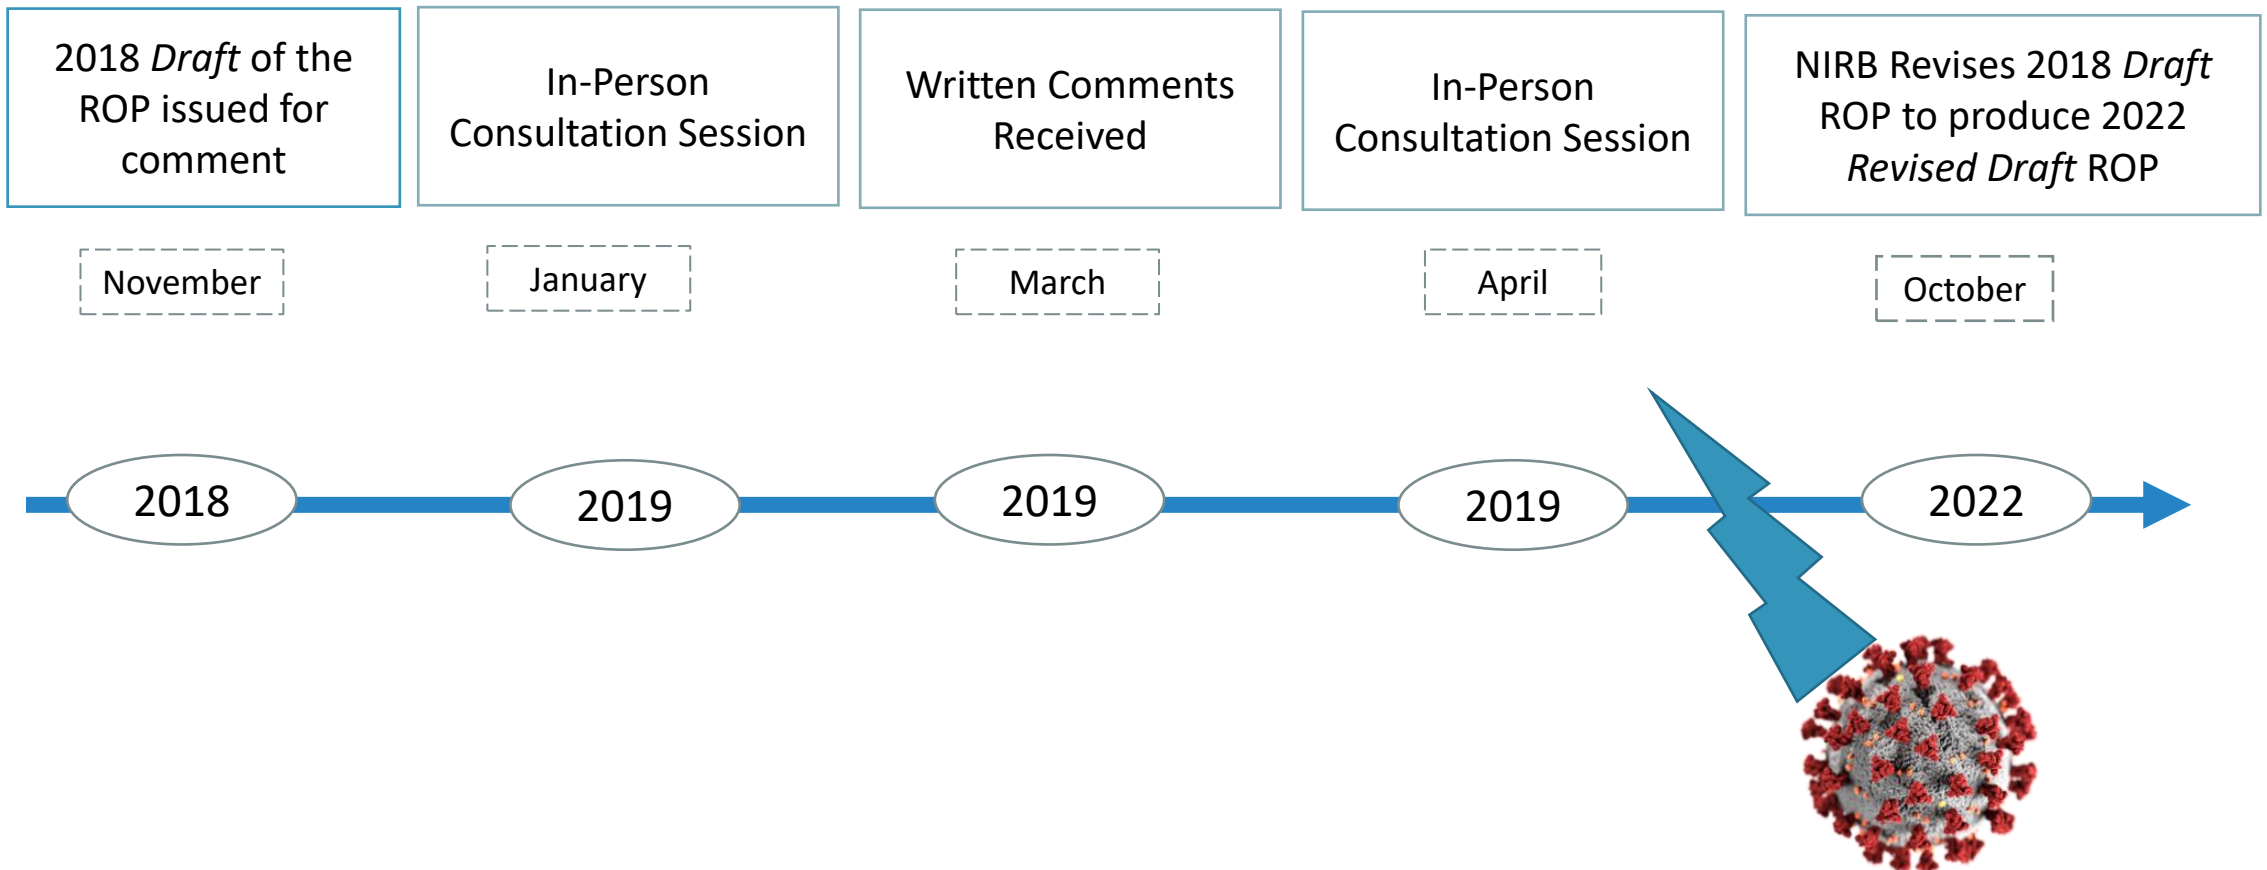 2018 Draft of the
ROP issued for
comment
In-Person
Consultation Session
Written Comments
Received
In-Person
Consultation Session
NIRB Revises 2018 Draft
ROP to produce 2022
Revised Draft ROP
November
January
March
April
October
2018
2019
2019
2019
2022